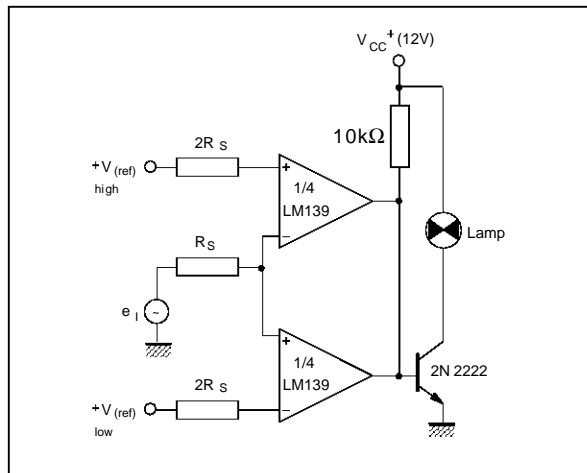 V CC + (12V)
2R S
10kΩ
+V (ref)
high
+
1/4
LM139
−
R S
Lamp
e I
~
+
1/4
LM139
−
2R S
2N 2222
+V (ref)
low